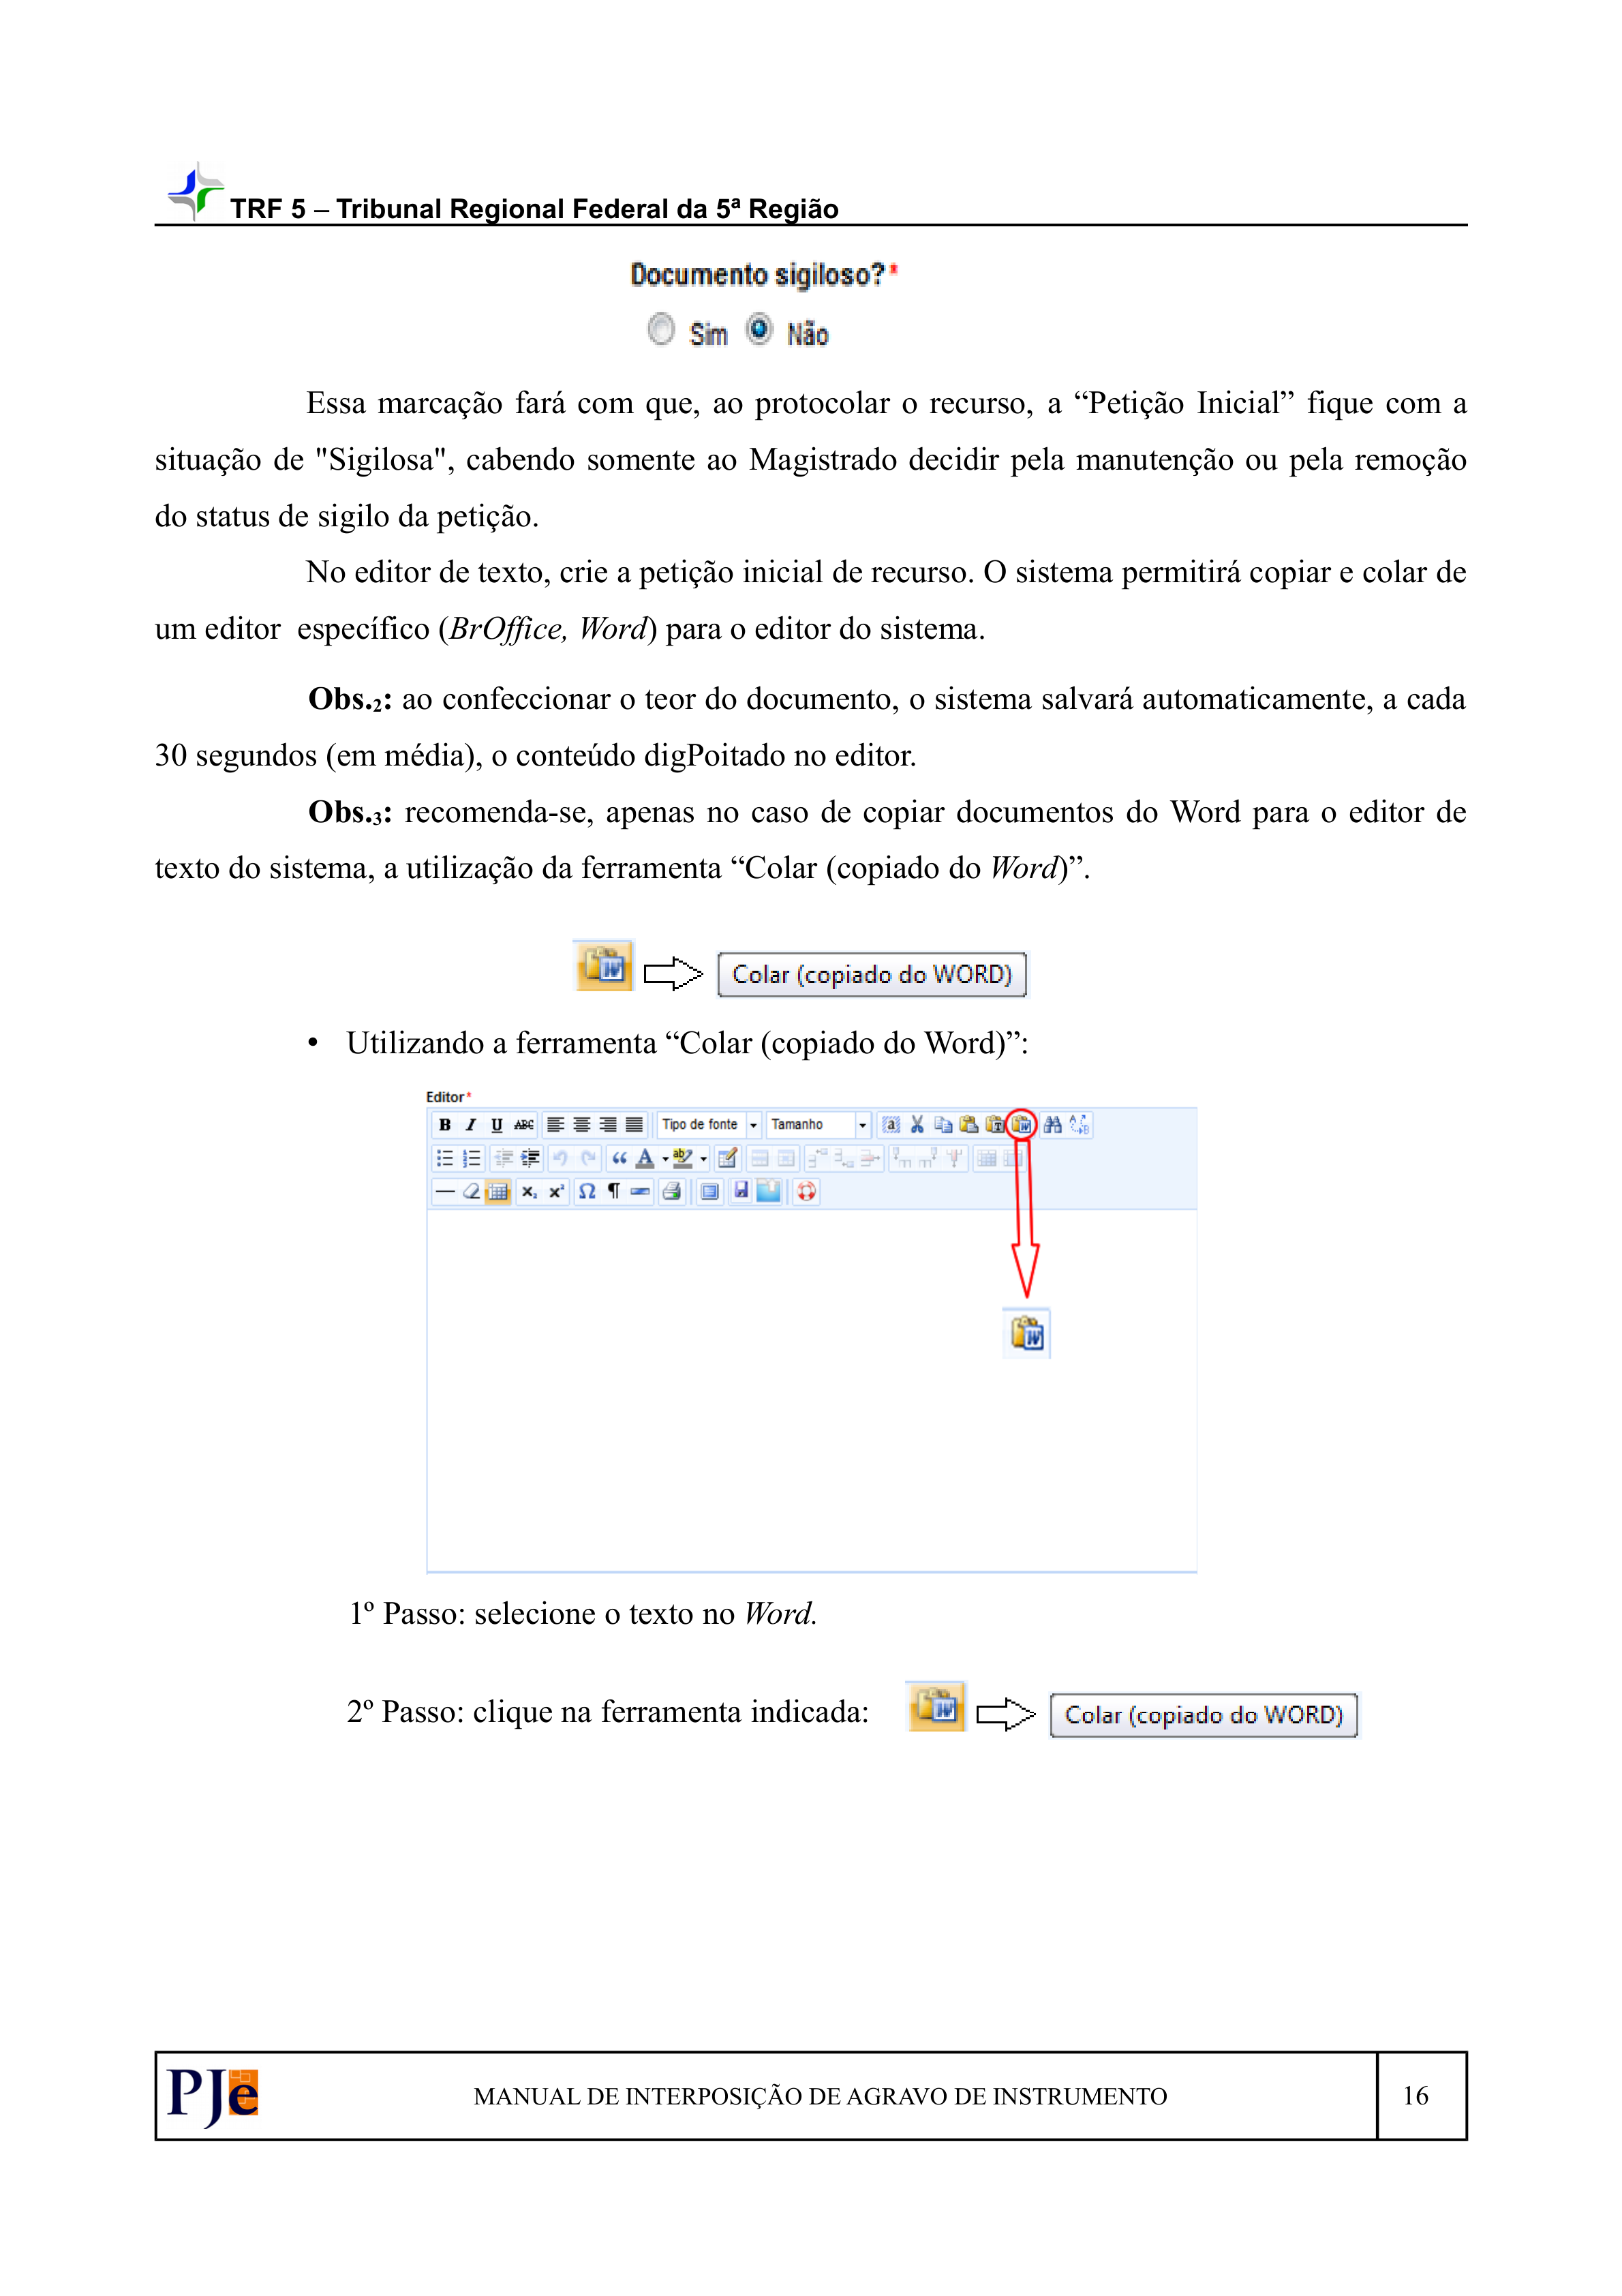 TRF 5 – Tribunal Regional Federal da 5ª Região
Documento sigiloso?*
Sim Não
Essa marcação fará com que, ao protocolar o recurso, a “Petição Inicial” fique com a
situação de "Sigilosa", cabendo somente ao Magistrado decidir pela manutenção ou pela remoção
do status de sigilo da petição.
No editor de texto, crie a petição inicial de recurso. O sistema permitirá copiar e colar de
um editor específico (BrOffice, Word) para o editor do sistema.
Obs.2: ao confeccionar o teor do documento, o sistema salvará automaticamente, a cada
30 segundos (em média), o conteúdo digPoitado no editor.
Obs.3: recomenda-se, apenas no caso de copiar documentos do Word para o editor de
texto do sistema, a utilização da ferramenta “Colar (copiado do Word)”.
Colar (copiado do WORD)
• Utilizando a ferramenta “Colar (copiado do Word)”:
Editor*
B I U ABC Tipo de fonte Tamanho
1º Passo: selecione o texto no Word.
2º Passo: clique na ferramenta indicada: Colar (copiado do WORD)
PJe MANUAL DE INTERPOSIÇÃO DE AGRAVO DE INSTRUMENTO 16